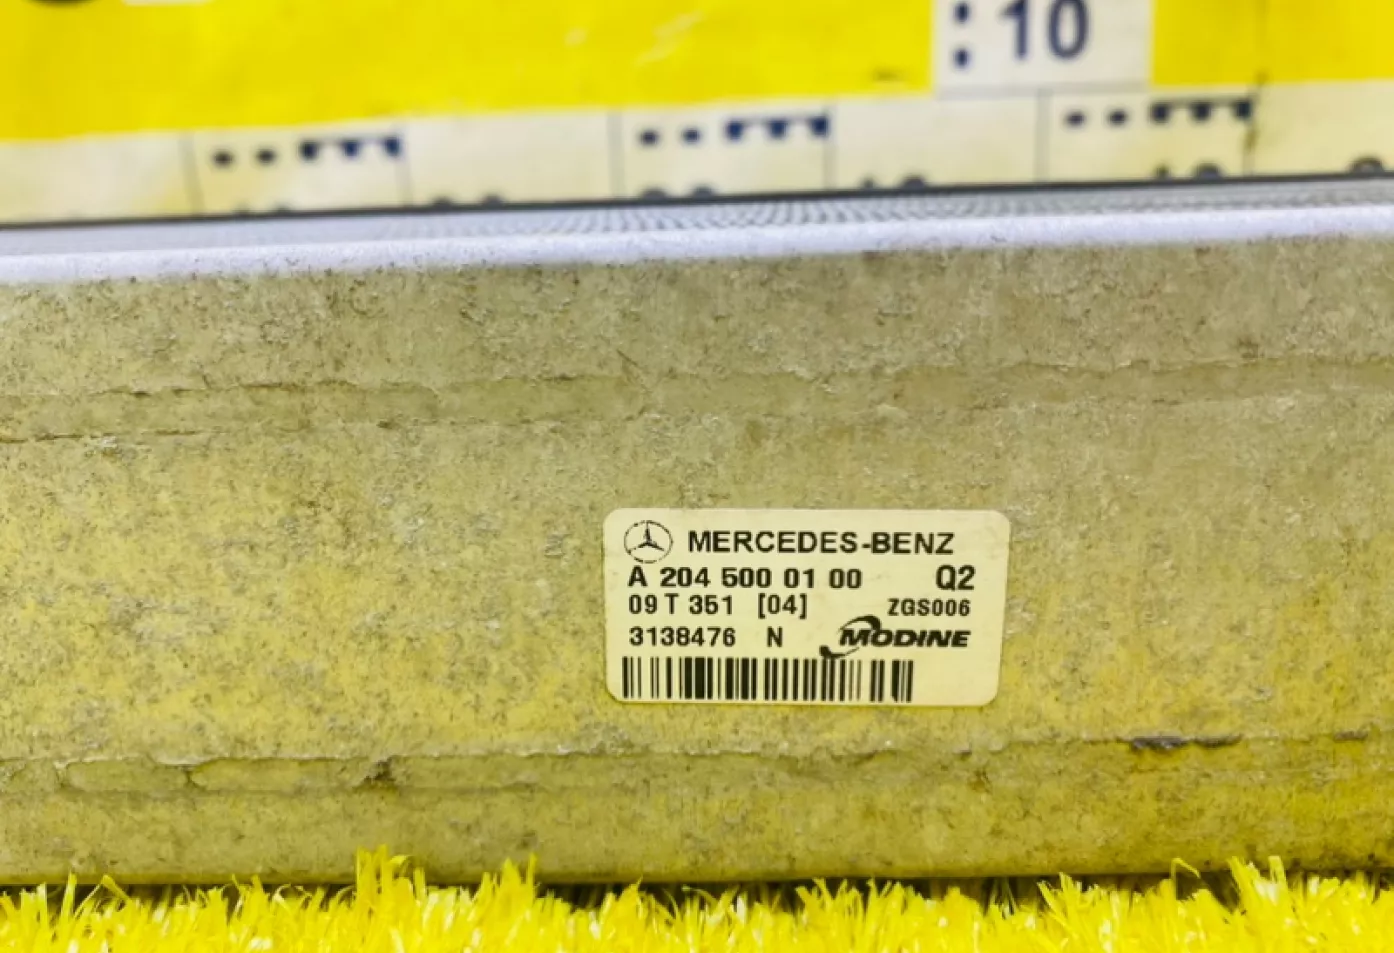 :10
MERCEDES-BENZ
A 204 500 01 00 Q2
09 T 351 [04] ZGS006
3138476 N MODINE